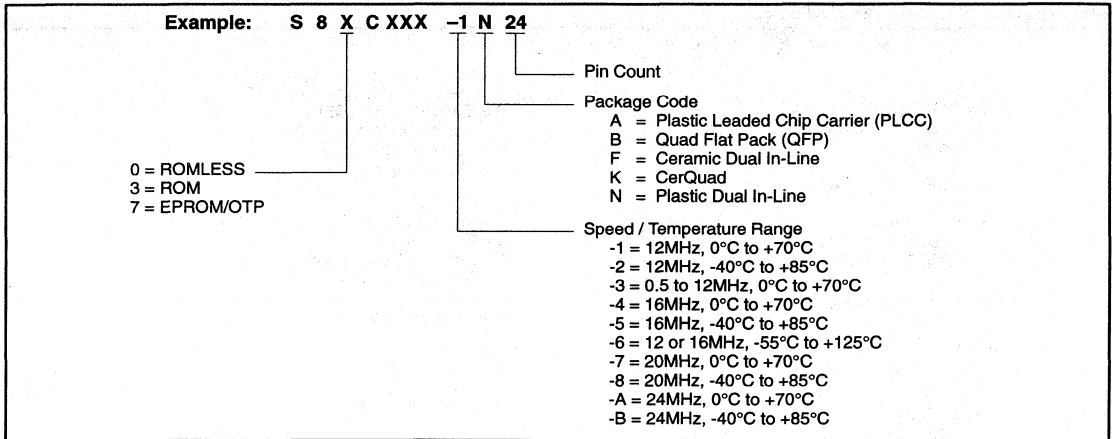 Example: S 8 X C XXX –1 N 24
Pin Count
Package Code
A = Plastic Leaded Chip Carrier (PLCC)
B = Quad Flat Pack (QFP)
F = Ceramic Dual In-Line
K = CerQuad
N = Plastic Dual In-Line
0 = ROMLESS
3 = ROM
7 = EPROM/OTP
Speed / Temperature Range
-1 = 12MHz, 0°C to +70°C
-2 = 12MHz, -40°C to +85°C
-3 = 0.5 to 12MHz, 0°C to +70°C
-4 = 16MHz, 0°C to +70°C
-5 = 16MHz, -40°C to +85°C
-6 = 12 or 16MHz, -55°C to +125°C
-7 = 20MHz, 0°C to +70°C
-8 = 20MHz, -40°C to +85°C
-A = 24MHz, 0°C to +70°C
-B = 24MHz, -40°C to +85°C